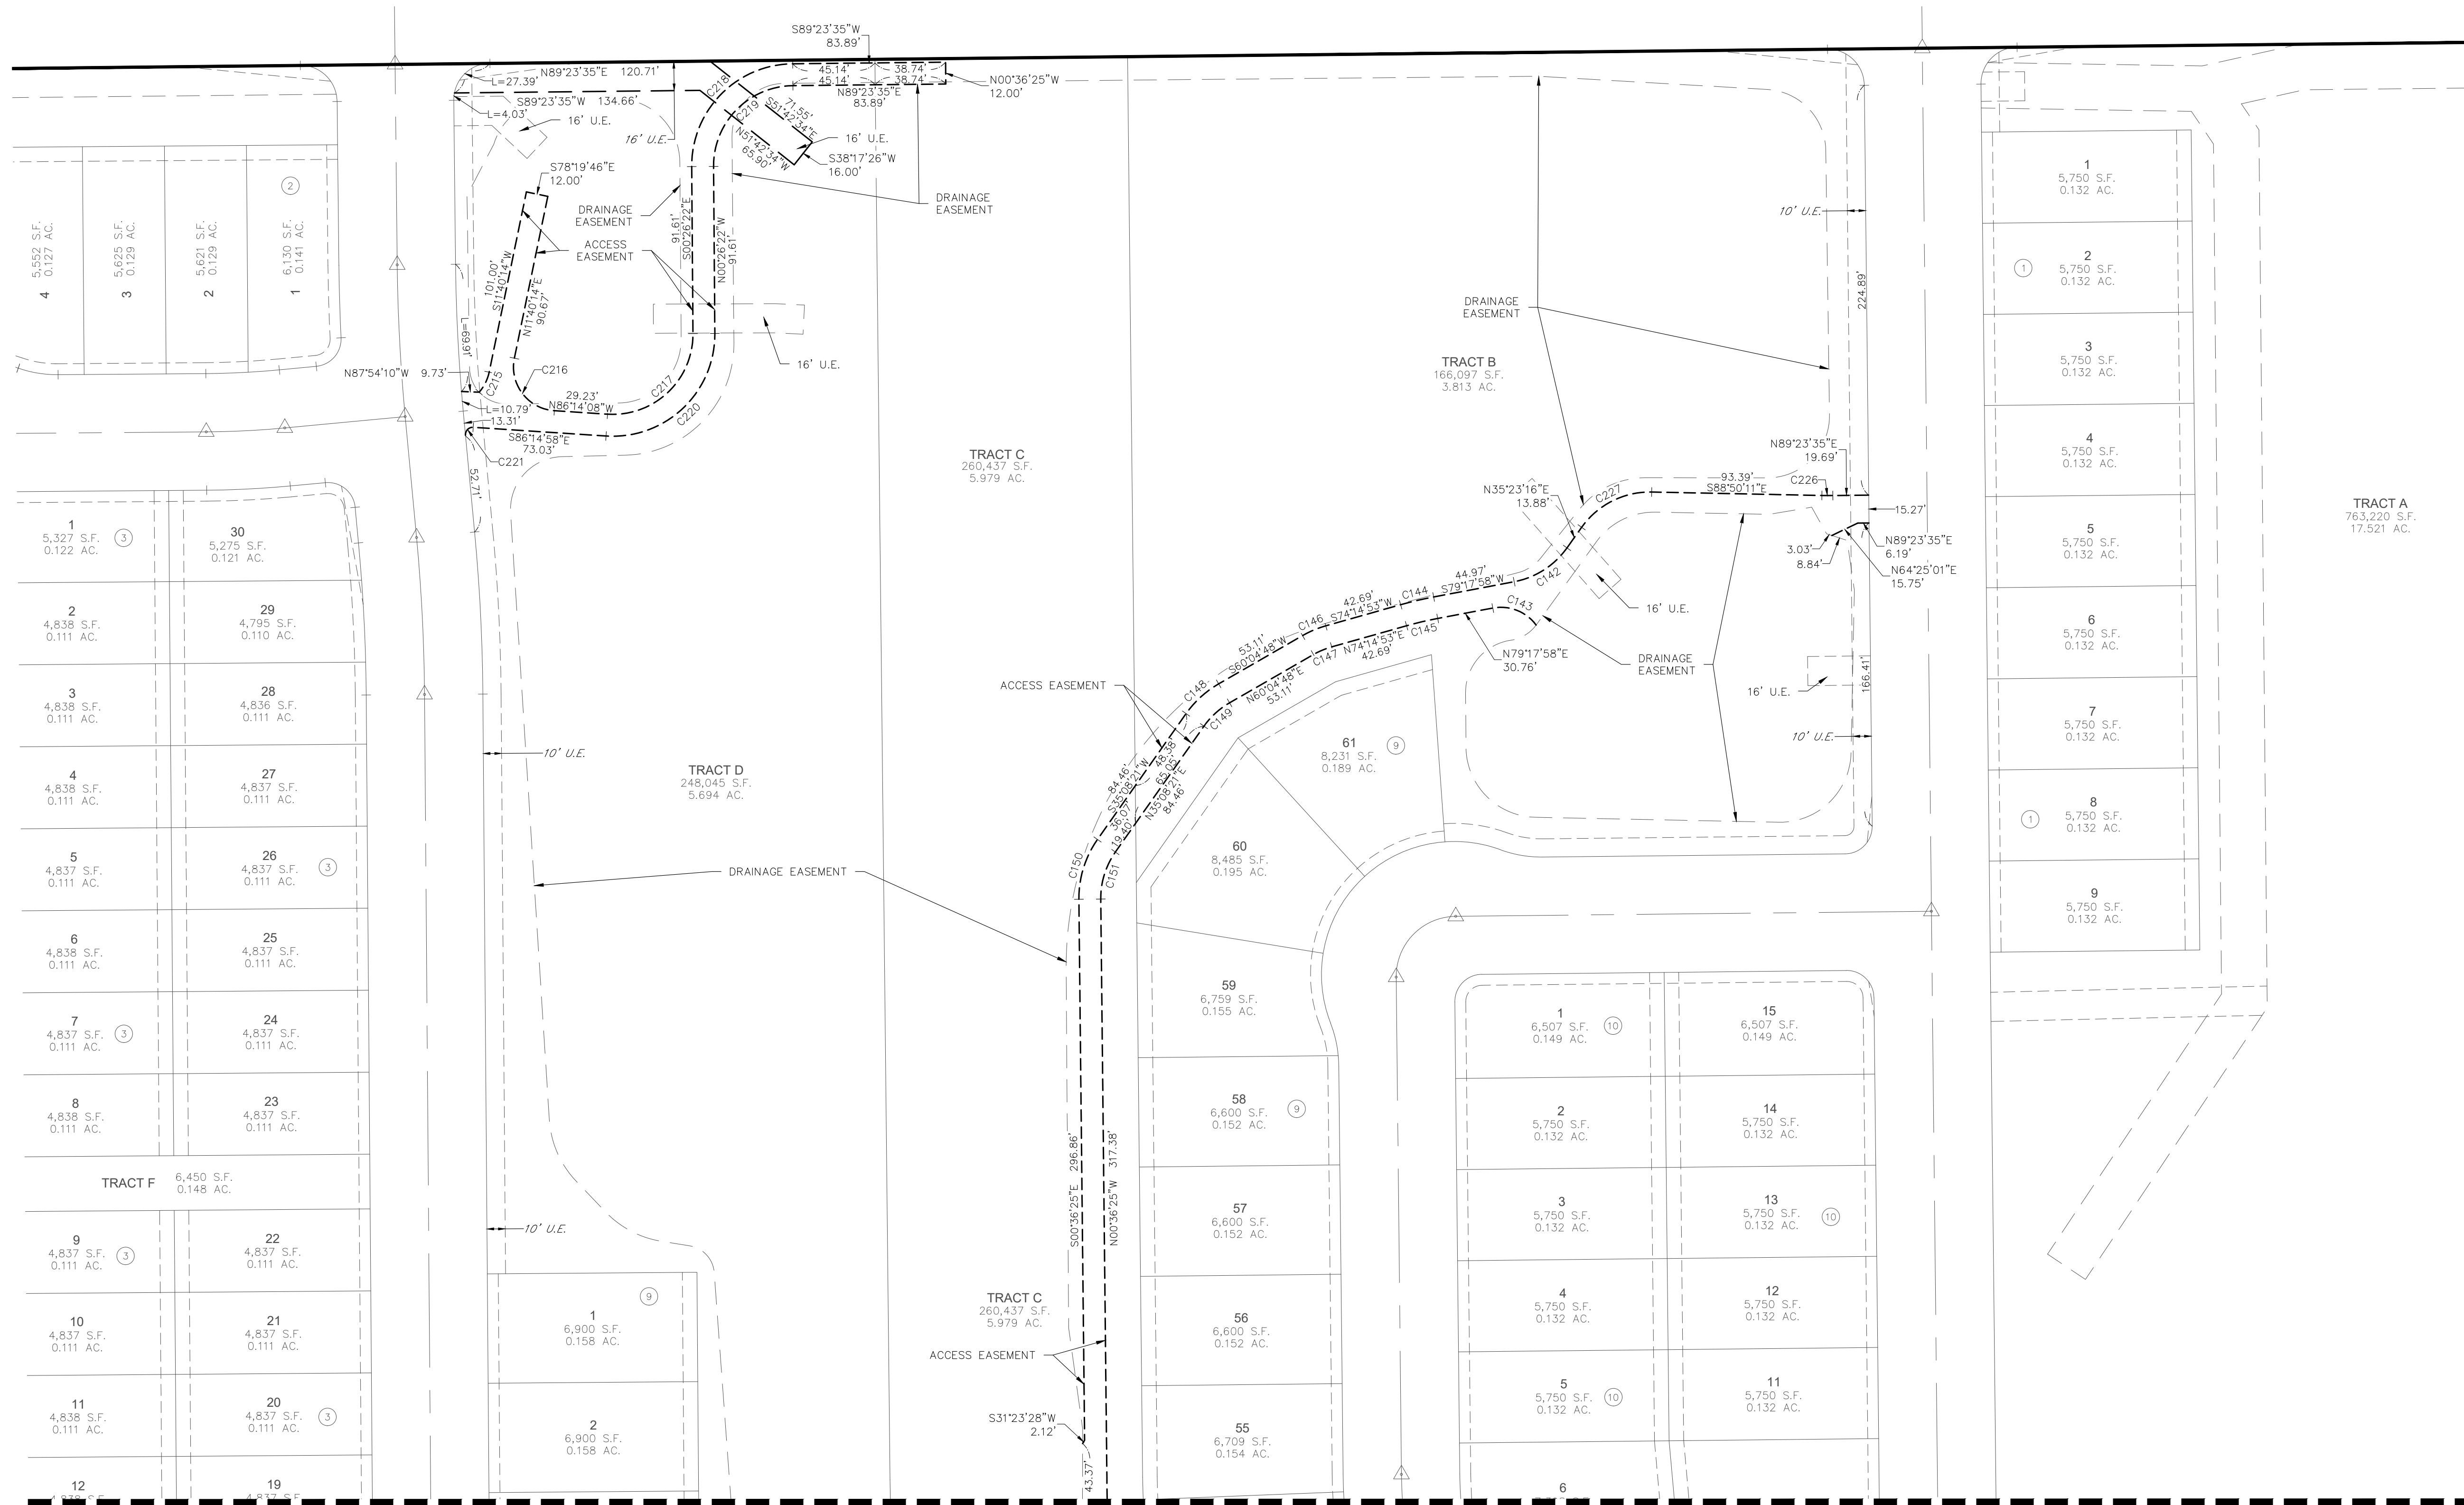 S89°23'35"W
83.89'
L=27.39'
N89°23'35"E 120.71'
S89°23'35"W 134.66'
L=4.03'
16' U.E.
16' U.E.
C218
C219
45.14'
38.74'
45.14'
38.74'
N89°23'35"E
83.89'
N00°36'25"W
12.00'
71.55'
S51°42'34"E
N51°42'34"W
65.90'
16' U.E.
S38°17'26"W
16.00'
S78°19'46"E
12.00'
DRAINAGE
EASEMENT
DRAINAGE
EASEMENT
ACCESS
EASEMENT
91.61'
S00°26'22"E
N00°26'22"W
91.61'
101.00'
S11°40'14"W
N11°40'14"E
90.67'
L=69.91'
N87°54'10"W 9.73'
C215
C216
C217
C220
29.23'
N86°14'08"W
L=10.79'
13.31'
S86°14'58"E
73.03'
C221
52.71'
16' U.E.
2
5,552 S.F.
0.127 AC.
4
5,625 S.F.
0.129 AC.
3
5,621 S.F.
0.129 AC.
2
6,130 S.F.
0.141 AC.
1
1
5,327 S.F.
0.122 AC.
3
30
5,275 S.F.
0.121 AC.
2
4,838 S.F.
0.111 AC.
29
4,795 S.F.
0.110 AC.
3
4,838 S.F.
0.111 AC.
28
4,836 S.F.
0.111 AC.
4
4,838 S.F.
0.111 AC.
27
4,837 S.F.
0.111 AC.
5
4,837 S.F.
0.111 AC.
26
4,837 S.F.
0.111 AC.
3
6
4,838 S.F.
0.111 AC.
25
4,837 S.F.
0.111 AC.
7
4,837 S.F.
0.111 AC.
3
24
4,837 S.F.
0.111 AC.
8
4,838 S.F.
0.111 AC.
23
4,837 S.F.
0.111 AC.
TRACT F
6,450 S.F.
0.148 AC.
9
4,837 S.F.
0.111 AC.
3
22
4,837 S.F.
0.111 AC.
10
4,837 S.F.
0.111 AC.
21
4,837 S.F.
0.111 AC.
11
4,838 S.F.
0.111 AC.
20
4,837 S.F.
0.111 AC.
3
12
4,838 S.F.
19
4,837 S.F.
10' U.E.
10' U.E.
TRACT D
248,045 S.F.
5.694 AC.
DRAINAGE EASEMENT
9
1
6,900 S.F.
0.158 AC.
2
6,900 S.F.
0.158 AC.
TRACT C
260,437 S.F.
5.979 AC.
ACCESS EASEMENT
TRACT C
260,437 S.F.
5.979 AC.
ACCESS EASEMENT
S31°23'28"W
2.12'
43.37'
S00°36'25"E 296.86'
N00°36'25"W 317.38'
C150
C151
84.46'
S35°08'21"W
36.07'
48.38'
65.05'
19.40'
N35°08'21"E
84.46'
C148
C149
53.11'
S60°04'48"W
N60°04'48"E
53.11'
C146
C147
42.69'
S74°14'53"W
N74°14'53"E
42.69'
C144
C145
44.97'
S79°17'58"W
N79°17'58"E
30.76'
C142
C143
N35°23'16"E
13.88'
C227
93.39'
S88°50'11"E
C226
N89°23'35"E
19.69'
15.27'
N89°23'35"E
6.19'
N64°25'01"E
15.75'
3.03'
8.84'
16' U.E.
DRAINAGE
EASEMENT
DRAINAGE
EASEMENT
TRACT B
166,097 S.F.
3.813 AC.
10' U.E.
224.89'
166.41'
16' U.E.
10' U.E.
61
8,231 S.F.
0.189 AC.
9
60
8,485 S.F.
0.195 AC.
59
6,759 S.F.
0.155 AC.
58
6,600 S.F.
0.152 AC.
9
57
6,600 S.F.
0.152 AC.
56
6,600 S.F.
0.152 AC.
55
6,709 S.F.
0.154 AC.
1
6,507 S.F.
0.149 AC.
10
15
6,507 S.F.
0.149 AC.
2
5,750 S.F.
0.132 AC.
14
5,750 S.F.
0.132 AC.
3
5,750 S.F.
0.132 AC.
13
5,750 S.F.
0.132 AC.
10
4
5,750 S.F.
0.132 AC.
12
5,750 S.F.
0.132 AC.
5
5,750 S.F.
0.132 AC.
10
11
5,750 S.F.
0.132 AC.
6
1
5,750 S.F.
0.132 AC.
1
2
5,750 S.F.
0.132 AC.
3
5,750 S.F.
0.132 AC.
4
5,750 S.F.
0.132 AC.
5
5,750 S.F.
0.132 AC.
6
5,750 S.F.
0.132 AC.
7
5,750 S.F.
0.132 AC.
1
8
5,750 S.F.
0.132 AC.
9
5,750 S.F.
0.132 AC.
TRACT A
763,220 S.F.
17.521 AC.